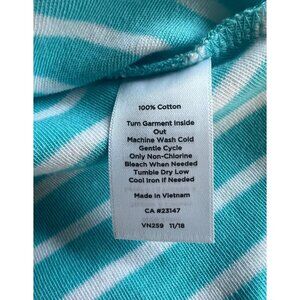 100% Cotton
Turn Garment Inside
Out
Machine Wash Cold
Gentle Cycle
Only Non-Chlorine
Bleach When Needed
Tumble Dry Low
Cool Iron if Needed
Made in Vietnam
CA #23147
VN259 11/18